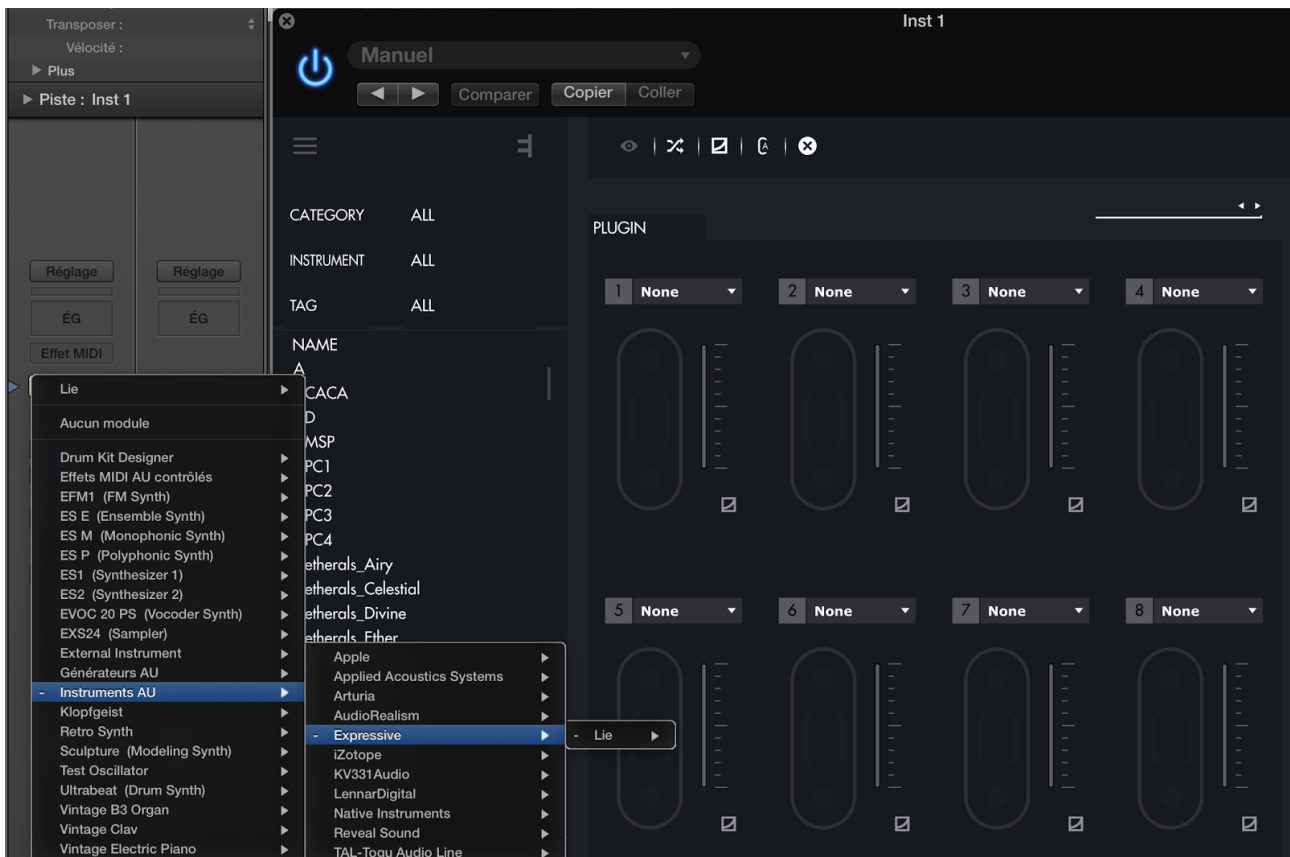 Transposer :
Vélocité :
Plus
Piste : Inst 1
Inst 1
Manuel
Comparer
Copier
Coller
Réglage
Réglage
ÉG
ÉG
Effet MIDI
CATEGORY ALL
INSTRUMENT ALL
TAG ALL
NAME
A
CACA
D
MSP
PC1
PC2
PC3
PC4
etherals_Airy
etherals_Celestial
etherals_Divine
etherals_Ether
PLUGIN
1 None
2 None
3 None
4 None
5 None
6 None
7 None
8 None
Lie
Aucun module
Drum Kit Designer
Effets MIDI AU contrôlés
EFM1 (FM Synth)
ES E (Ensemble Synth)
ES M (Monophonic Synth)
ES P (Polyphonic Synth)
ES1 (Synthesizer 1)
ES2 (Synthesizer 2)
EVOC 20 PS (Vocoder Synth)
EXS24 (Sampler)
External Instrument
Générateurs AU
- Instruments AU
Klopfgeist
Retro Synth
Sculpture (Modeling Synth)
Test Oscillator
Ultrabeat (Drum Synth)
Vintage B3 Organ
Vintage Clav
Vintage Electric Piano
Apple
Applied Acoustics Systems
Arturia
AudioRealism
- Expressive
iZotope
KV331Audio
LennarDigital
Native Instruments
Reveal Sound
TAL-Togu Audio Line
- Lie